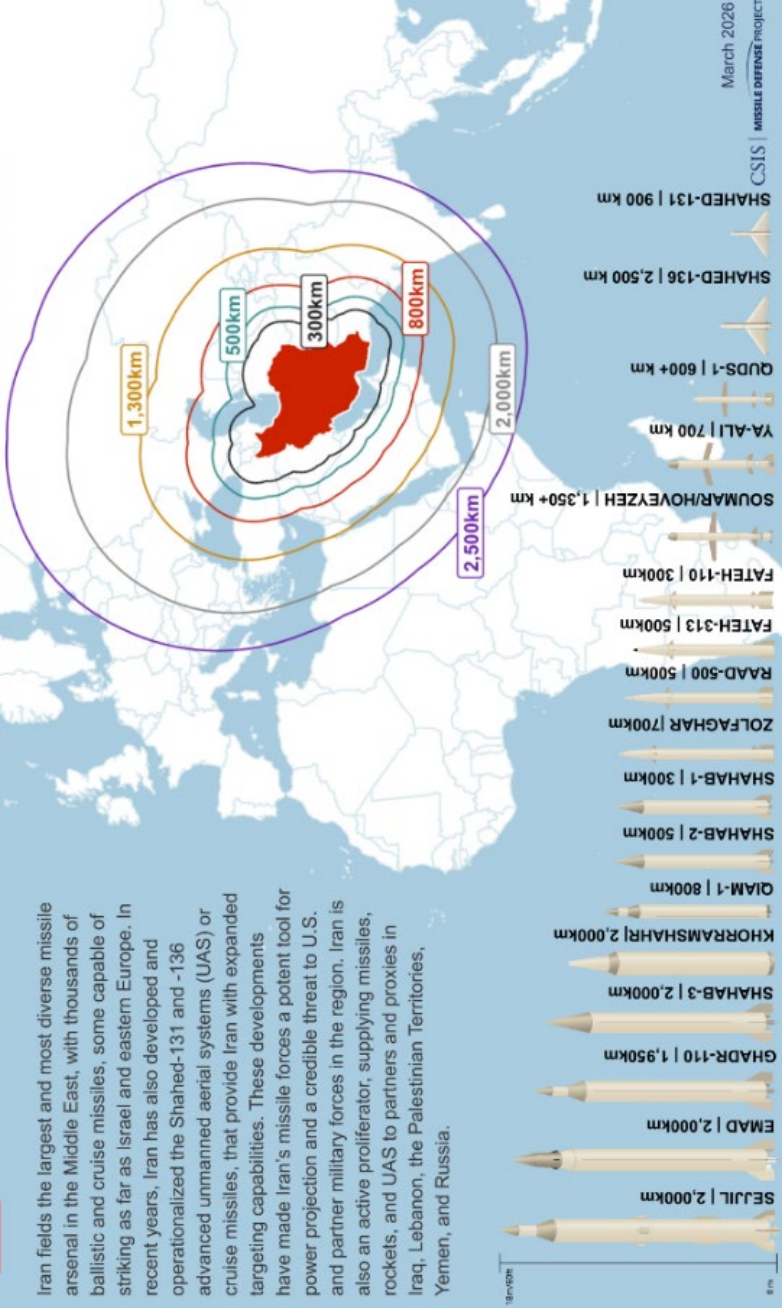 Iran fields the largest and most diverse missile
arsenal in the Middle East, with thousands of
ballistic and cruise missiles, some capable of
striking as far as Israel and eastern Europe. In
recent years, Iran has also developed and
operationalized the Shahed-131 and -136
advanced unmanned aerial systems (UAS) or
cruise missiles, that provide Iran with expanded
targeting capabilities. These developments
have made Iran's missile forces a potent tool for
power projection and a credible threat to U.S.
and partner military forces in the region. Iran is
also an active proliferator, supplying missiles,
rockets, and UAS to partners and proxies in
Iraq, Lebanon, the Palestinian Territories,
Yemen, and Russia.
1,300km
500km
300km
800km
2,000km
2,500km
18m/60ft
0 m
SEJJIL | 2,000km
EMAD | 2,000km
GHADR-110 | 1,950km
SHAHAB-3 | 2,000km
KHORRAMSHAHR| 2,000km
QIAM-1 | 800km
SHAHAB-2 | 500km
SHAHAB-1 | 300km
ZOLFAGHAR |700km
RAAD-500 | 500km
FATEH-313 | 500km
FATEH-110 | 300km
SOUMAR/HOVEYZEH | 1,350+ km
YA-ALI | 700 km
QUDS-1 | 600+ km
SHAHED-136 | 2,500 km
SHAHED-131 | 900 km
March 2026
CSIS | MISSILE DEFENSE PROJECT